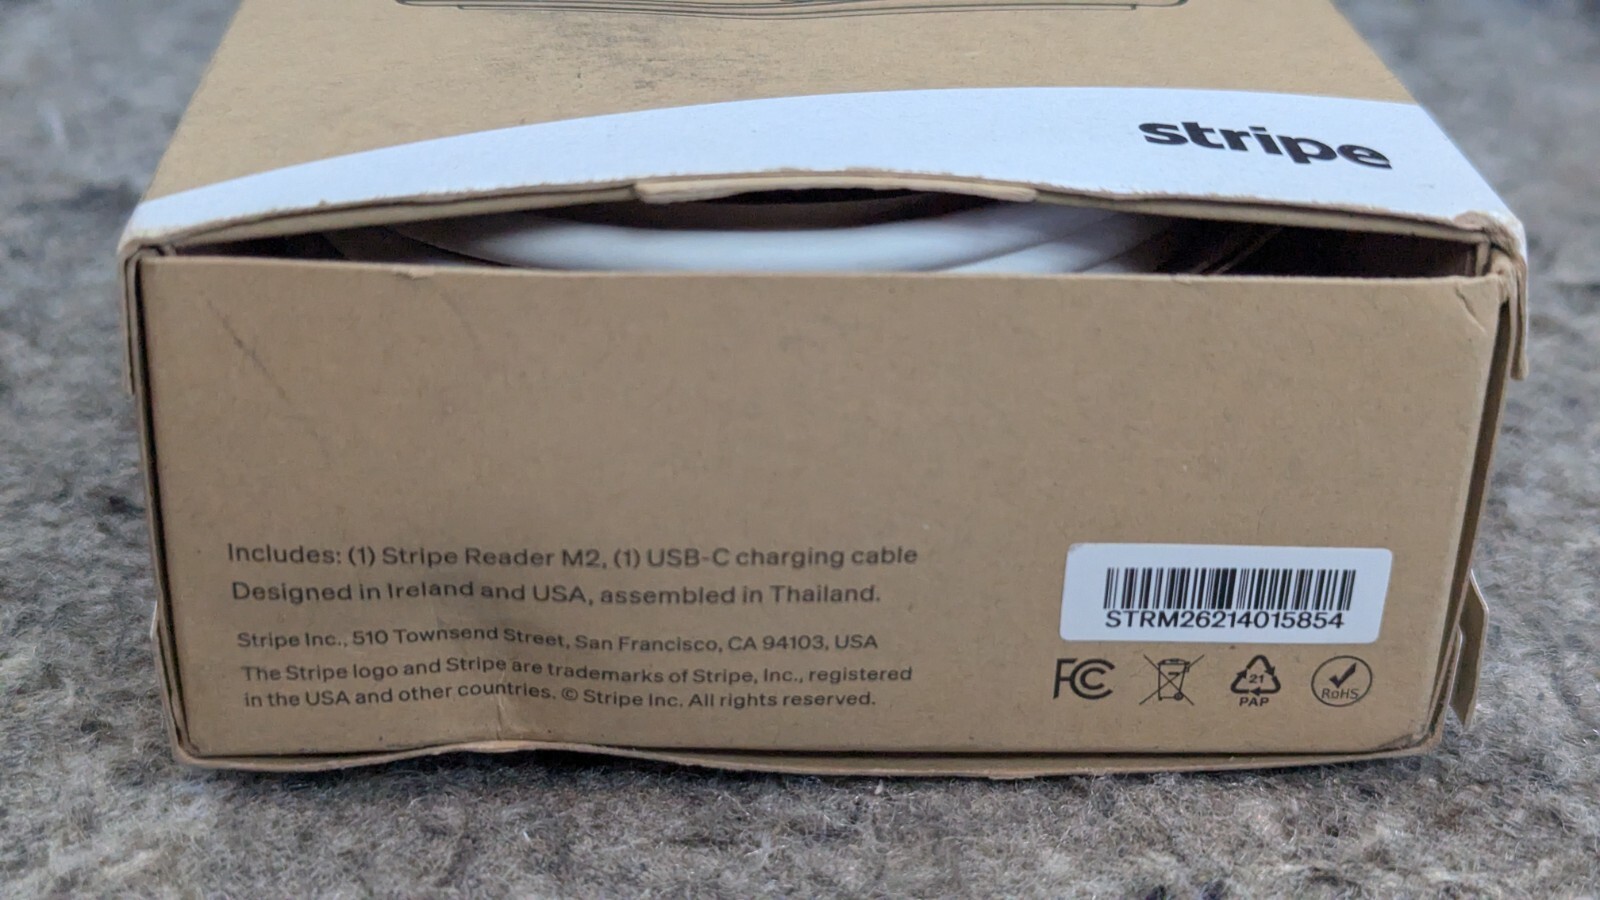 stripe
Includes: (1) Stripe Reader M2, (1) USB-C charging cable
Designed in Ireland and USA, assembled in Thailand.
Stripe Inc., 510 Townsend Street, San Francisco, CA 94103, USA
The Stripe logo and Stripe are trademarks of Stripe, Inc., registered
in the USA and other countries. © Stripe Inc. All rights reserved.
STRM26214015854
FC
21
PAP
RoHS